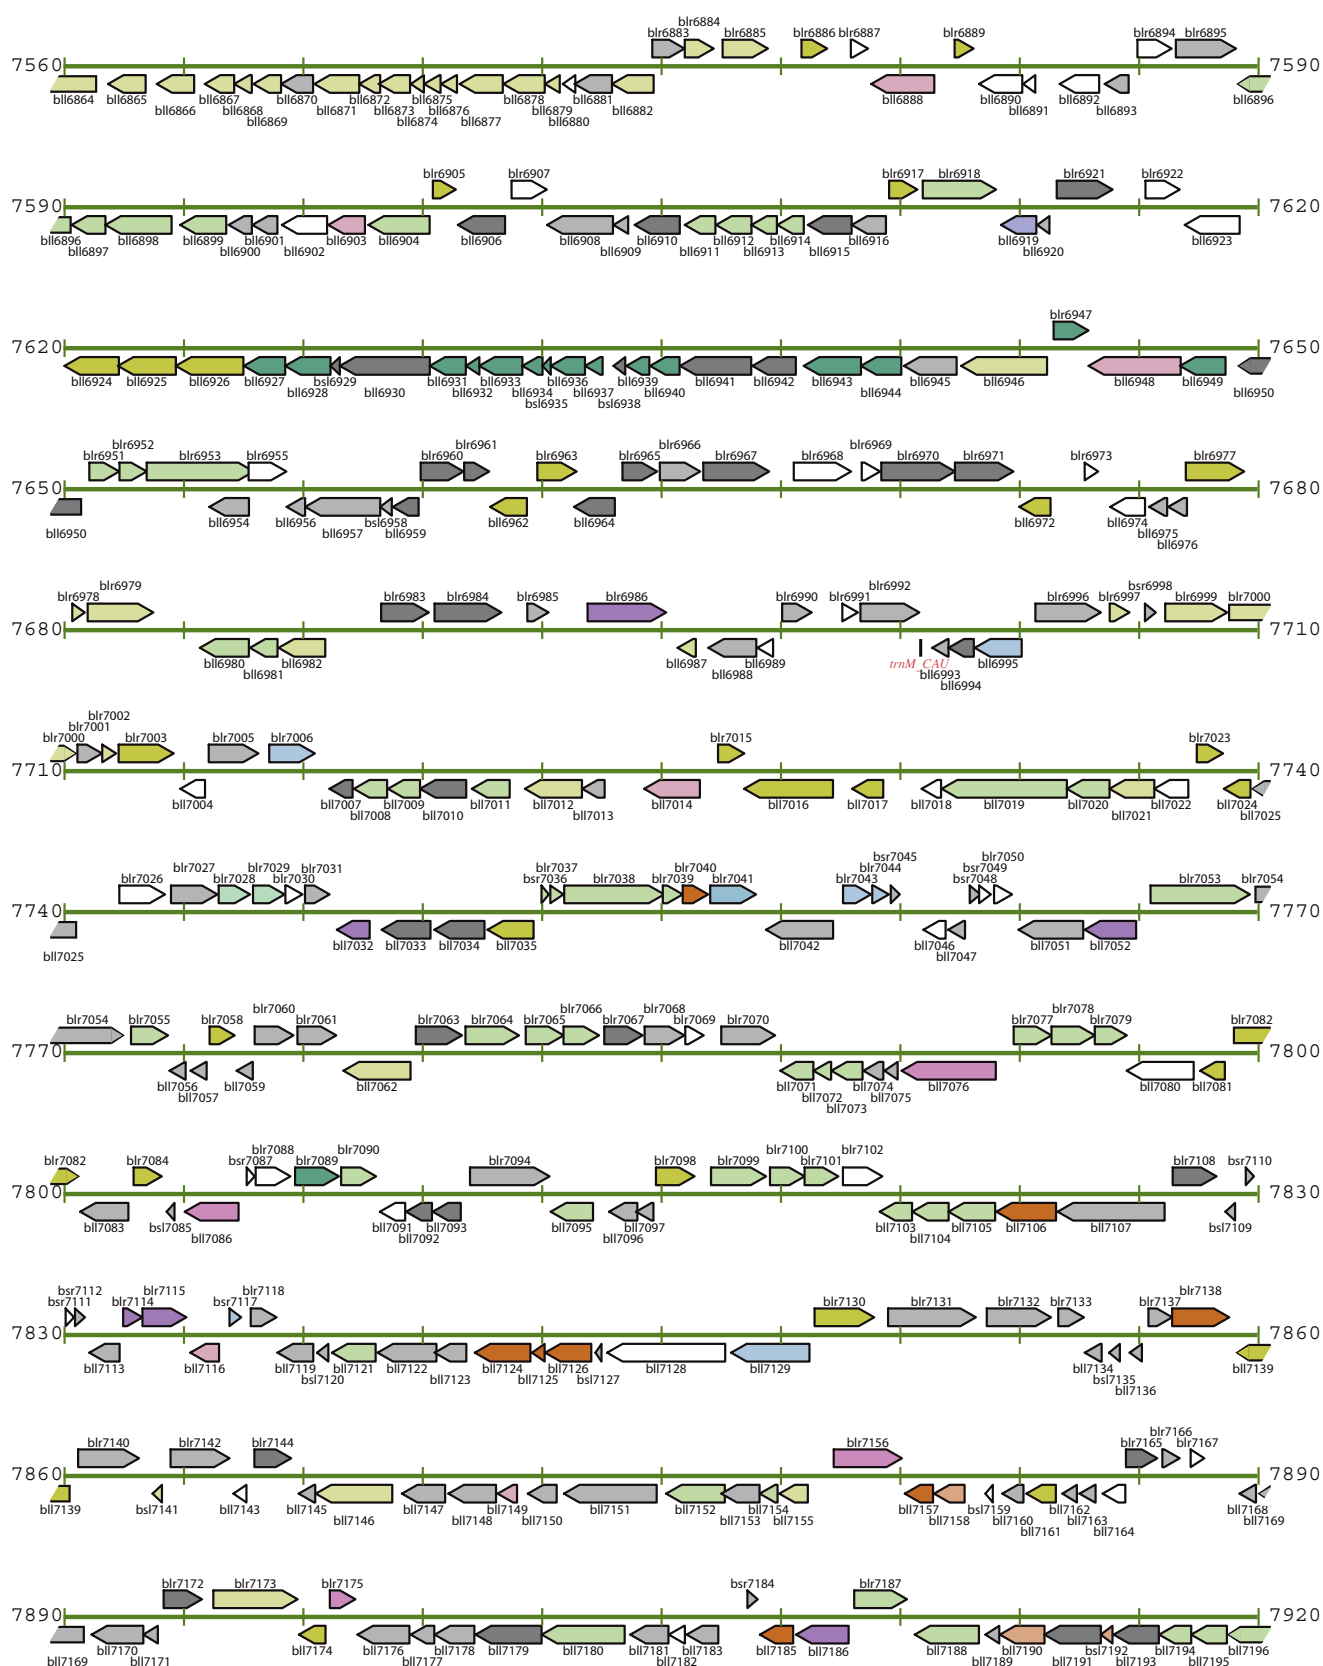 blr6884
blr6883 blr6885 blr6886 blr6887 blr6889 blr6894 blr6895
7560 7590
bll6864 bll6865 bll6866 bll6867 bll6868 bll6869 bll6870 bll6871 bll6872 bll6873 bll6874 bll6875 bll6876 bll6877 bll6878 bll6879 bll6880 bll6881 bll6882 bll6888 bll6890 bll6891 bll6892 bll6893 bll6896
blr6905 blr6907 blr6917 blr6918 blr6921 blr6922
7590 7620
bll6896 bll6897 bll6898 bll6899 bll6900 bll6901 bll6902 bll6903 bll6904 bll6906 bll6908 bll6909 bll6910 bll6911 bll6912 bll6913 bll6914 bll6915 bll6916 bll6919 bll6920 bll6923
blr6947
7620 7650
bll6924 bll6925 bll6926 bll6927 bll6928 bsl6929 bll6930 bll6931 bll6932 bll6933 bll6934 bsl6935 bll6936 bll6937 bsl6938 bll6939 bll6940 bll6941 bll6942 bll6943 bll6944 bll6945 bll6946 bll6948 bll6949 bll6950
blr6951 blr6952 blr6953 blr6955 blr6960 blr6961 blr6963 blr6965 blr6966 blr6967 blr6968 blr6969 blr6970 blr6971 blr6973 blr6977
7650 7680
bll6950 bll6954 bll6956 bll6957 bsl6958 bll6959 bll6962 bll6964 bll6972 bll6974 bll6975 bll6976
blr6978 blr6979 blr6983 blr6984 blr6985 blr6986 blr6990 blr6991 blr6992 blr6996 blr6997 bsr6998 blr6999 blr7000
7680 7710
bll6980 bll6981 bll6982 bll6987 bll6988 bll6989 trnM_CAU bll6993 bll6994 bll6995
blr7000 blr7001 blr7002 blr7003 blr7005 blr7006 blr7015 blr7023
7710 7740
bll7004 bll7007 bll7008 bll7009 bll7010 bll7011 bll7012 bll7013 bll7014 bll7016 bll7017 bll7018 bll7019 bll7020 bll7021 bll7022 bll7024 bll7025
blr7026 blr7027 blr7028 blr7029 blr7030 blr7031 bsr7036 blr7037 blr7038 blr7039 blr7040 blr7041 blr7043 blr7044 bsr7045 bsr7048 bsr7049 blr7050 blr7053 blr7054
7740 7770
bll7025 bll7032 bll7033 bll7034 bll7035 bll7042 bll7046 bll7047 bll7051 bll7052
blr7054 blr7055 blr7058 blr7060 blr7061 blr7063 blr7064 blr7065 blr7066 blr7067 blr7068 blr7069 blr7070 blr7077 blr7078 blr7079 blr7082
7770 7800
bll7056 bll7057 bll7059 bll7062 bll7071 bll7072 bll7073 bll7074 bll7075 bll7076 bll7080 bll7081
blr7082 blr7084 bsr7087 blr7088 blr7089 blr7090 blr7094 blr7098 blr7099 blr7100 blr7101 blr7102 blr7108 bsr7110
7800 7830
bll7083 bsl7085 bll7086 bll7091 bll7092 bll7093 bll7095 bll7096 bll7097 bll7103 bll7104 bll7105 bll7106 bll7107 bsl7109
bsr7111 bsr7112 blr7114 blr7115 bsr7117 blr7118 blr7130 blr7131 blr7132 blr7133 blr7137 blr7138
7830 7860
bll7113 bll7116 bll7119 bsl7120 bll7121 bll7122 bll7123 bll7124 bll7125 bll7126 bsl7127 bll7128 bll7129 bll7134 bsl7135 bll7136 bll7139
blr7140 blr7142 blr7144 blr7156 blr7165 blr7166 blr7167
7860 7890
bll7139 bsl7141 bll7143 bll7145 bll7146 bll7147 bll7148 bll7149 bll7150 bll7151 bll7152 bll7153 bll7154 bll7155 bll7157 bll7158 bsl7159 bll7160 bll7161 bll7162 bll7163 bll7164 bll7168 bll7169
blr7172 blr7173 blr7175 bsr7184 blr7187
7890 7920
bll7169 bll7170 bll7171 bll7174 bll7176 bll7177 bll7178 bll7179 bll7180 bll7181 bll7182 bll7183 bll7185 bll7186 bll7188 bll7189 bll7190 bll7191 bsl7192 bll7193 bll7194 bll7195 bll7196